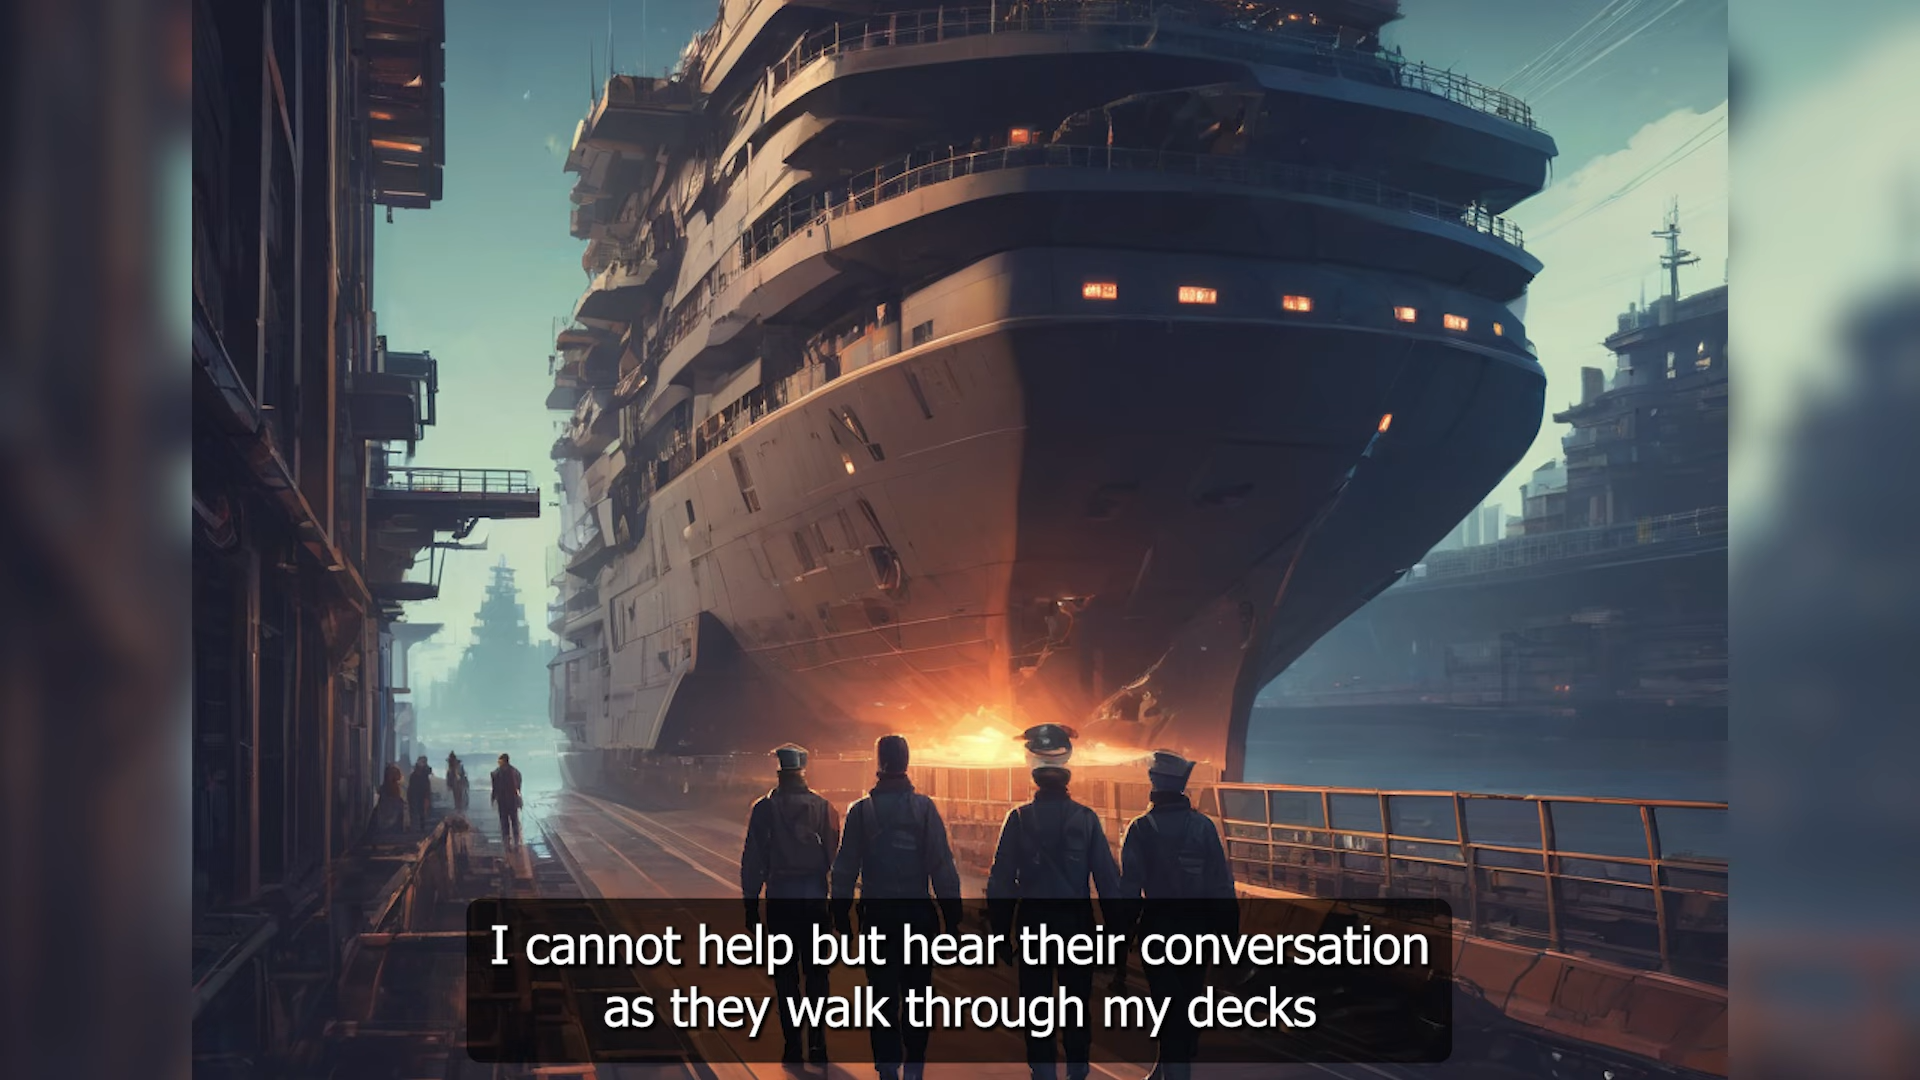 I cannot help but hear their conversation
as they walk through my decks